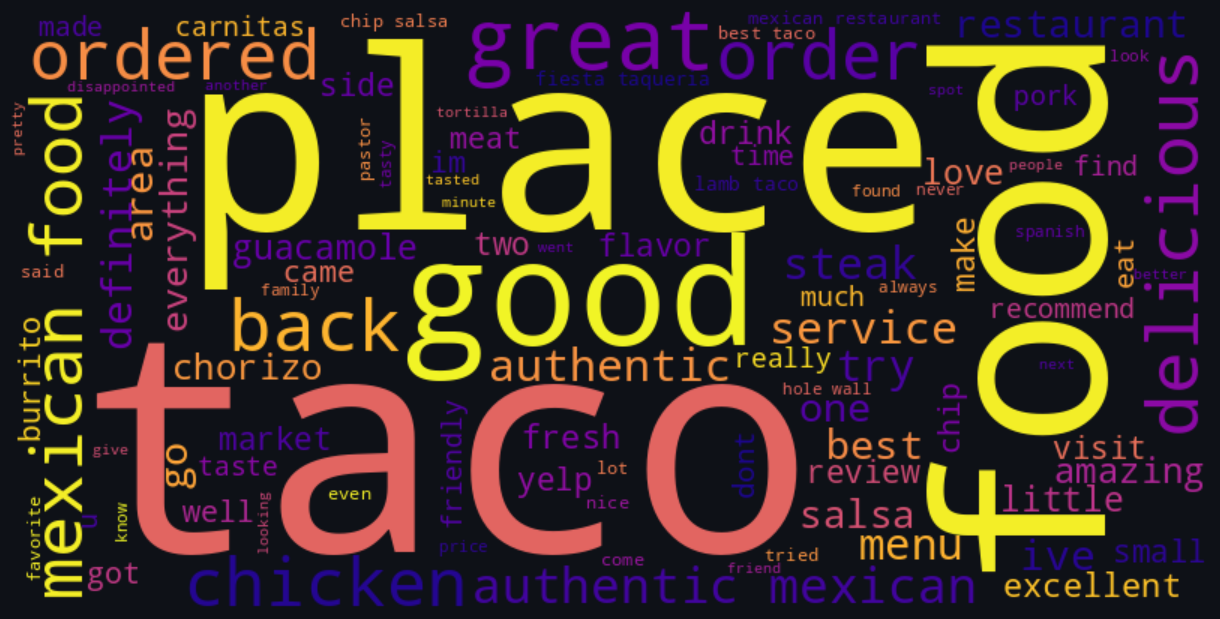 made
carnitas
chip salsa
great
mexican restaurant
restaurant
ordered
best taco
order
look
disappointed
another
side
fiesta taqueria
spot
pork
delicious
pretty
mexican food
definitely
everything
area
place
pastor
tasty
tortilla
meat
im
tasted
minute
drink
time
lamb taco
love
found
never
people
find
food
said
guacamole
two
went
flavor
spanish
came
family
good
steak
much
always
make
eat
better
recommend
burrito
back
service
chorizo
authentic
really
try
next
taco
hole wall
one
chip
give
go
market
taste
friendly
fresh
yelp
lot
nice
dont
best
review
visit
amazing
little
favorite
u
know
well
looking
even
salsa
menu
ive
small
got
price
come
friend
tried
chicken
authentic mexican
excellent